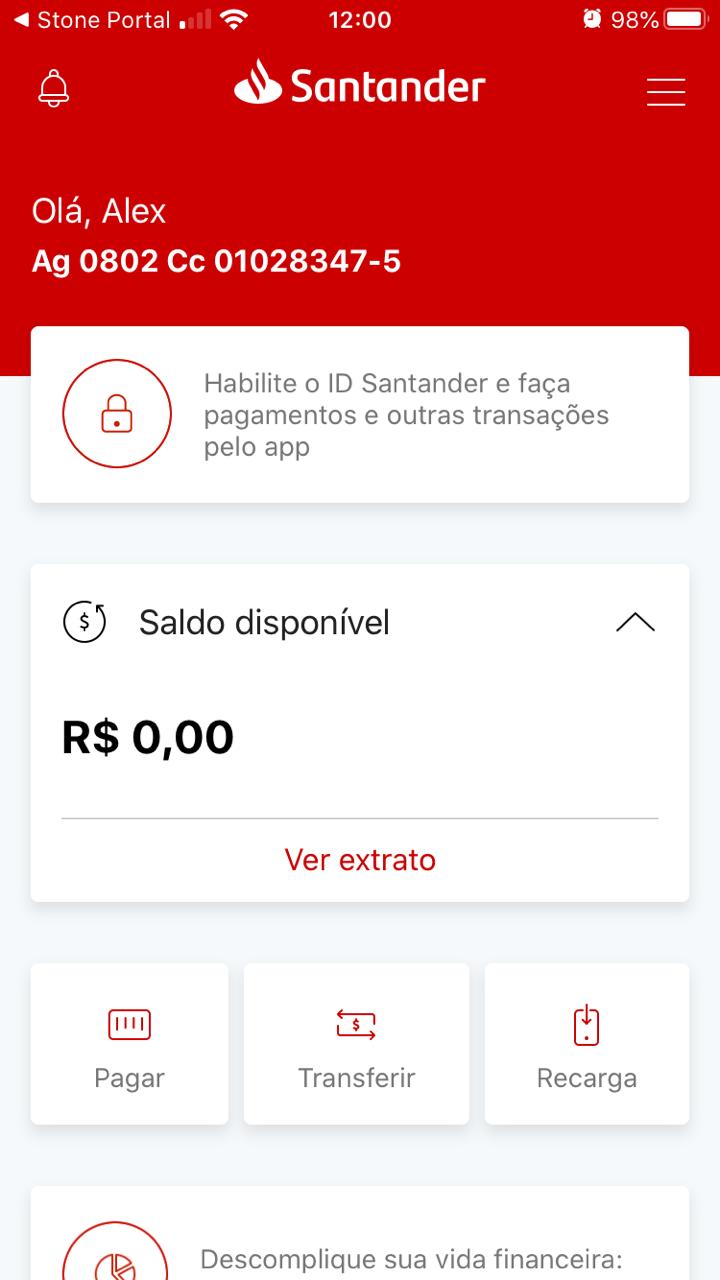 ◀ Stone Portal 12:00 98%
Santander
Olá, Alex
Ag 0802 Cc 01028347-5
Habilite o ID Santander e faça
pagamentos e outras transações
pelo app
$ Saldo disponível
R$ 0,00
Ver extrato
$
Pagar Transferir Recarga
Descomplique sua vida financeira: